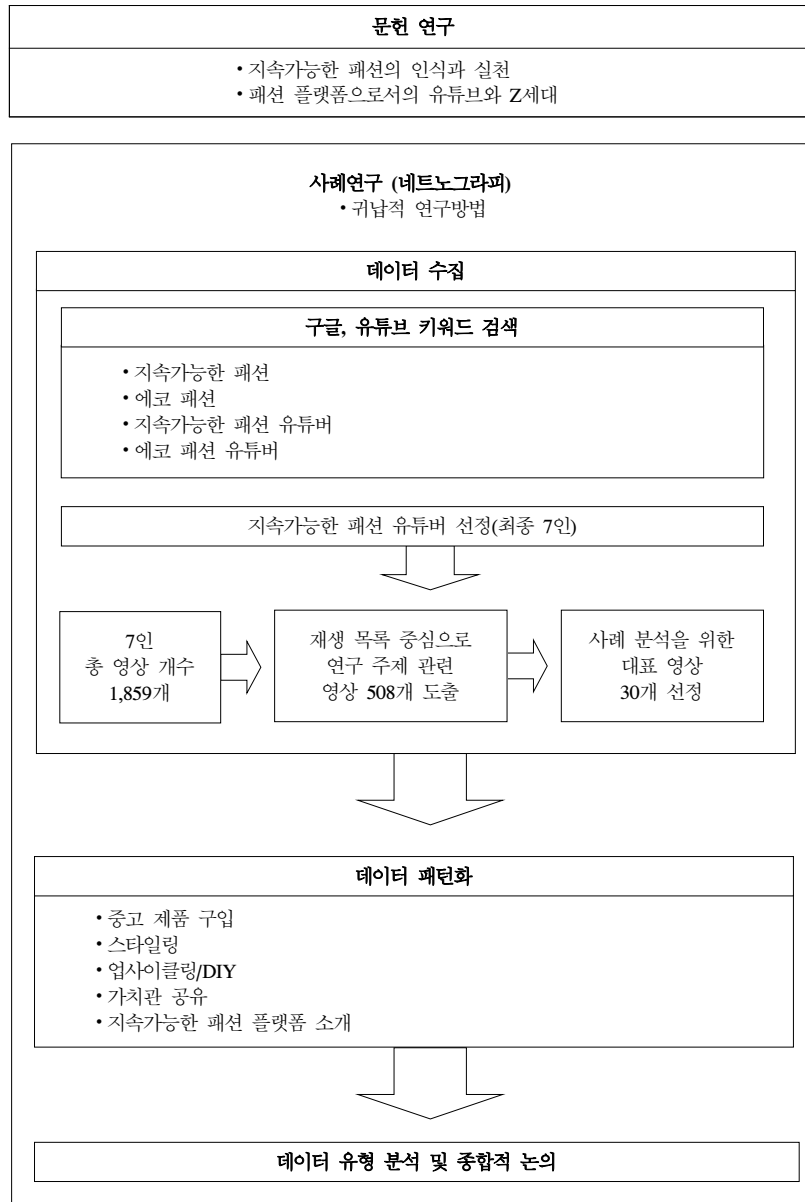 문헌 연구
• 지속가능한 패션의 인식과 실천
• 패션 플랫폼으로서의 유튜브와 Z세대
사례연구 (네트노그라피)
• 귀납적 연구방법
데이터 수집
구글, 유튜브 키워드 검색
• 지속가능한 패션
• 에코 패션
• 지속가능한 패션 유튜버
• 에코 패션 유튜버
지속가능한 패션 유튜버 선정(최종 7인)
7인
총 영상 개수
1,859개
재생 목록 중심으로
연구 주제 관련
영상 508개 도출
사례 분석을 위한
대표 영상
30개 선정
데이터 패턴화
• 중고 제품 구입
• 스타일링
• 업사이클링/DIY
• 가치관 공유
• 지속가능한 패션 플랫폼 소개
데이터 유형 분석 및 종합적 논의